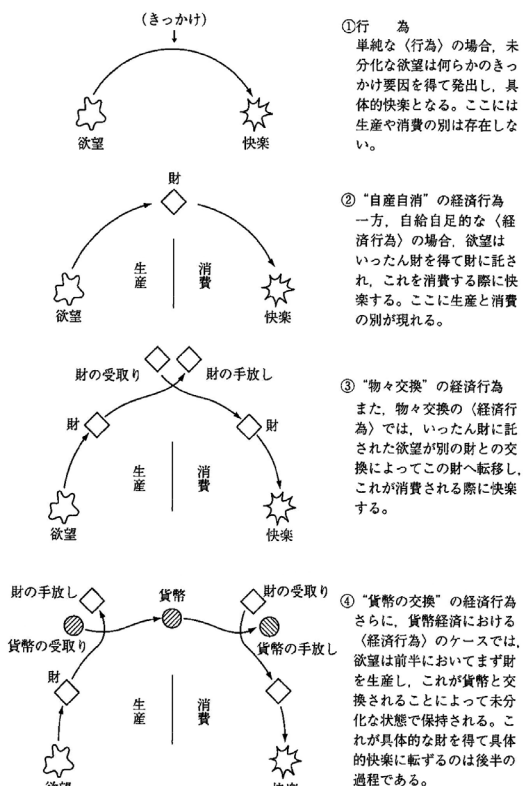 (きっかけ)
欲望
快楽
①行　為
単純な〈行為〉の場合，未
分化な欲望は何らかのきっ
かけ要因を得て発出し，具
体的快楽となる。ここには
生産や消費の別は存在しな
い。
財
生産
消費
欲望
快楽
②“自産自消”の経済行為
一方，自給自足的な〈経
済行為〉の場合，欲望は
いったん財を得て財に託さ
れ，これを消費する際に快
楽する。ここに生産と消費
の別が現れる。
財の受取り
財の手放し
財
財
生産
消費
欲望
快楽
③“物々交換”の経済行為
また，物々交換の〈経済行
為〉では，いったん財に託
された欲望が別の財との交
換によってこの財へ転移し，
これが消費される際に快楽
する。
財の手放し
貨幣
財の受取り
貨幣の受取り
貨幣の手放し
財
生産
消費
欲望
快楽
④“貨幣の交換”の経済行為
さらに，貨幣経済における
〈経済行為〉のケースでは，
欲望は前半においてまず財
を生産し，これが貨幣と交
換されることによって未分
化な状態で保持される。こ
れが具体的な財を得て具体
的快楽に転ずるのは後半の
過程である。